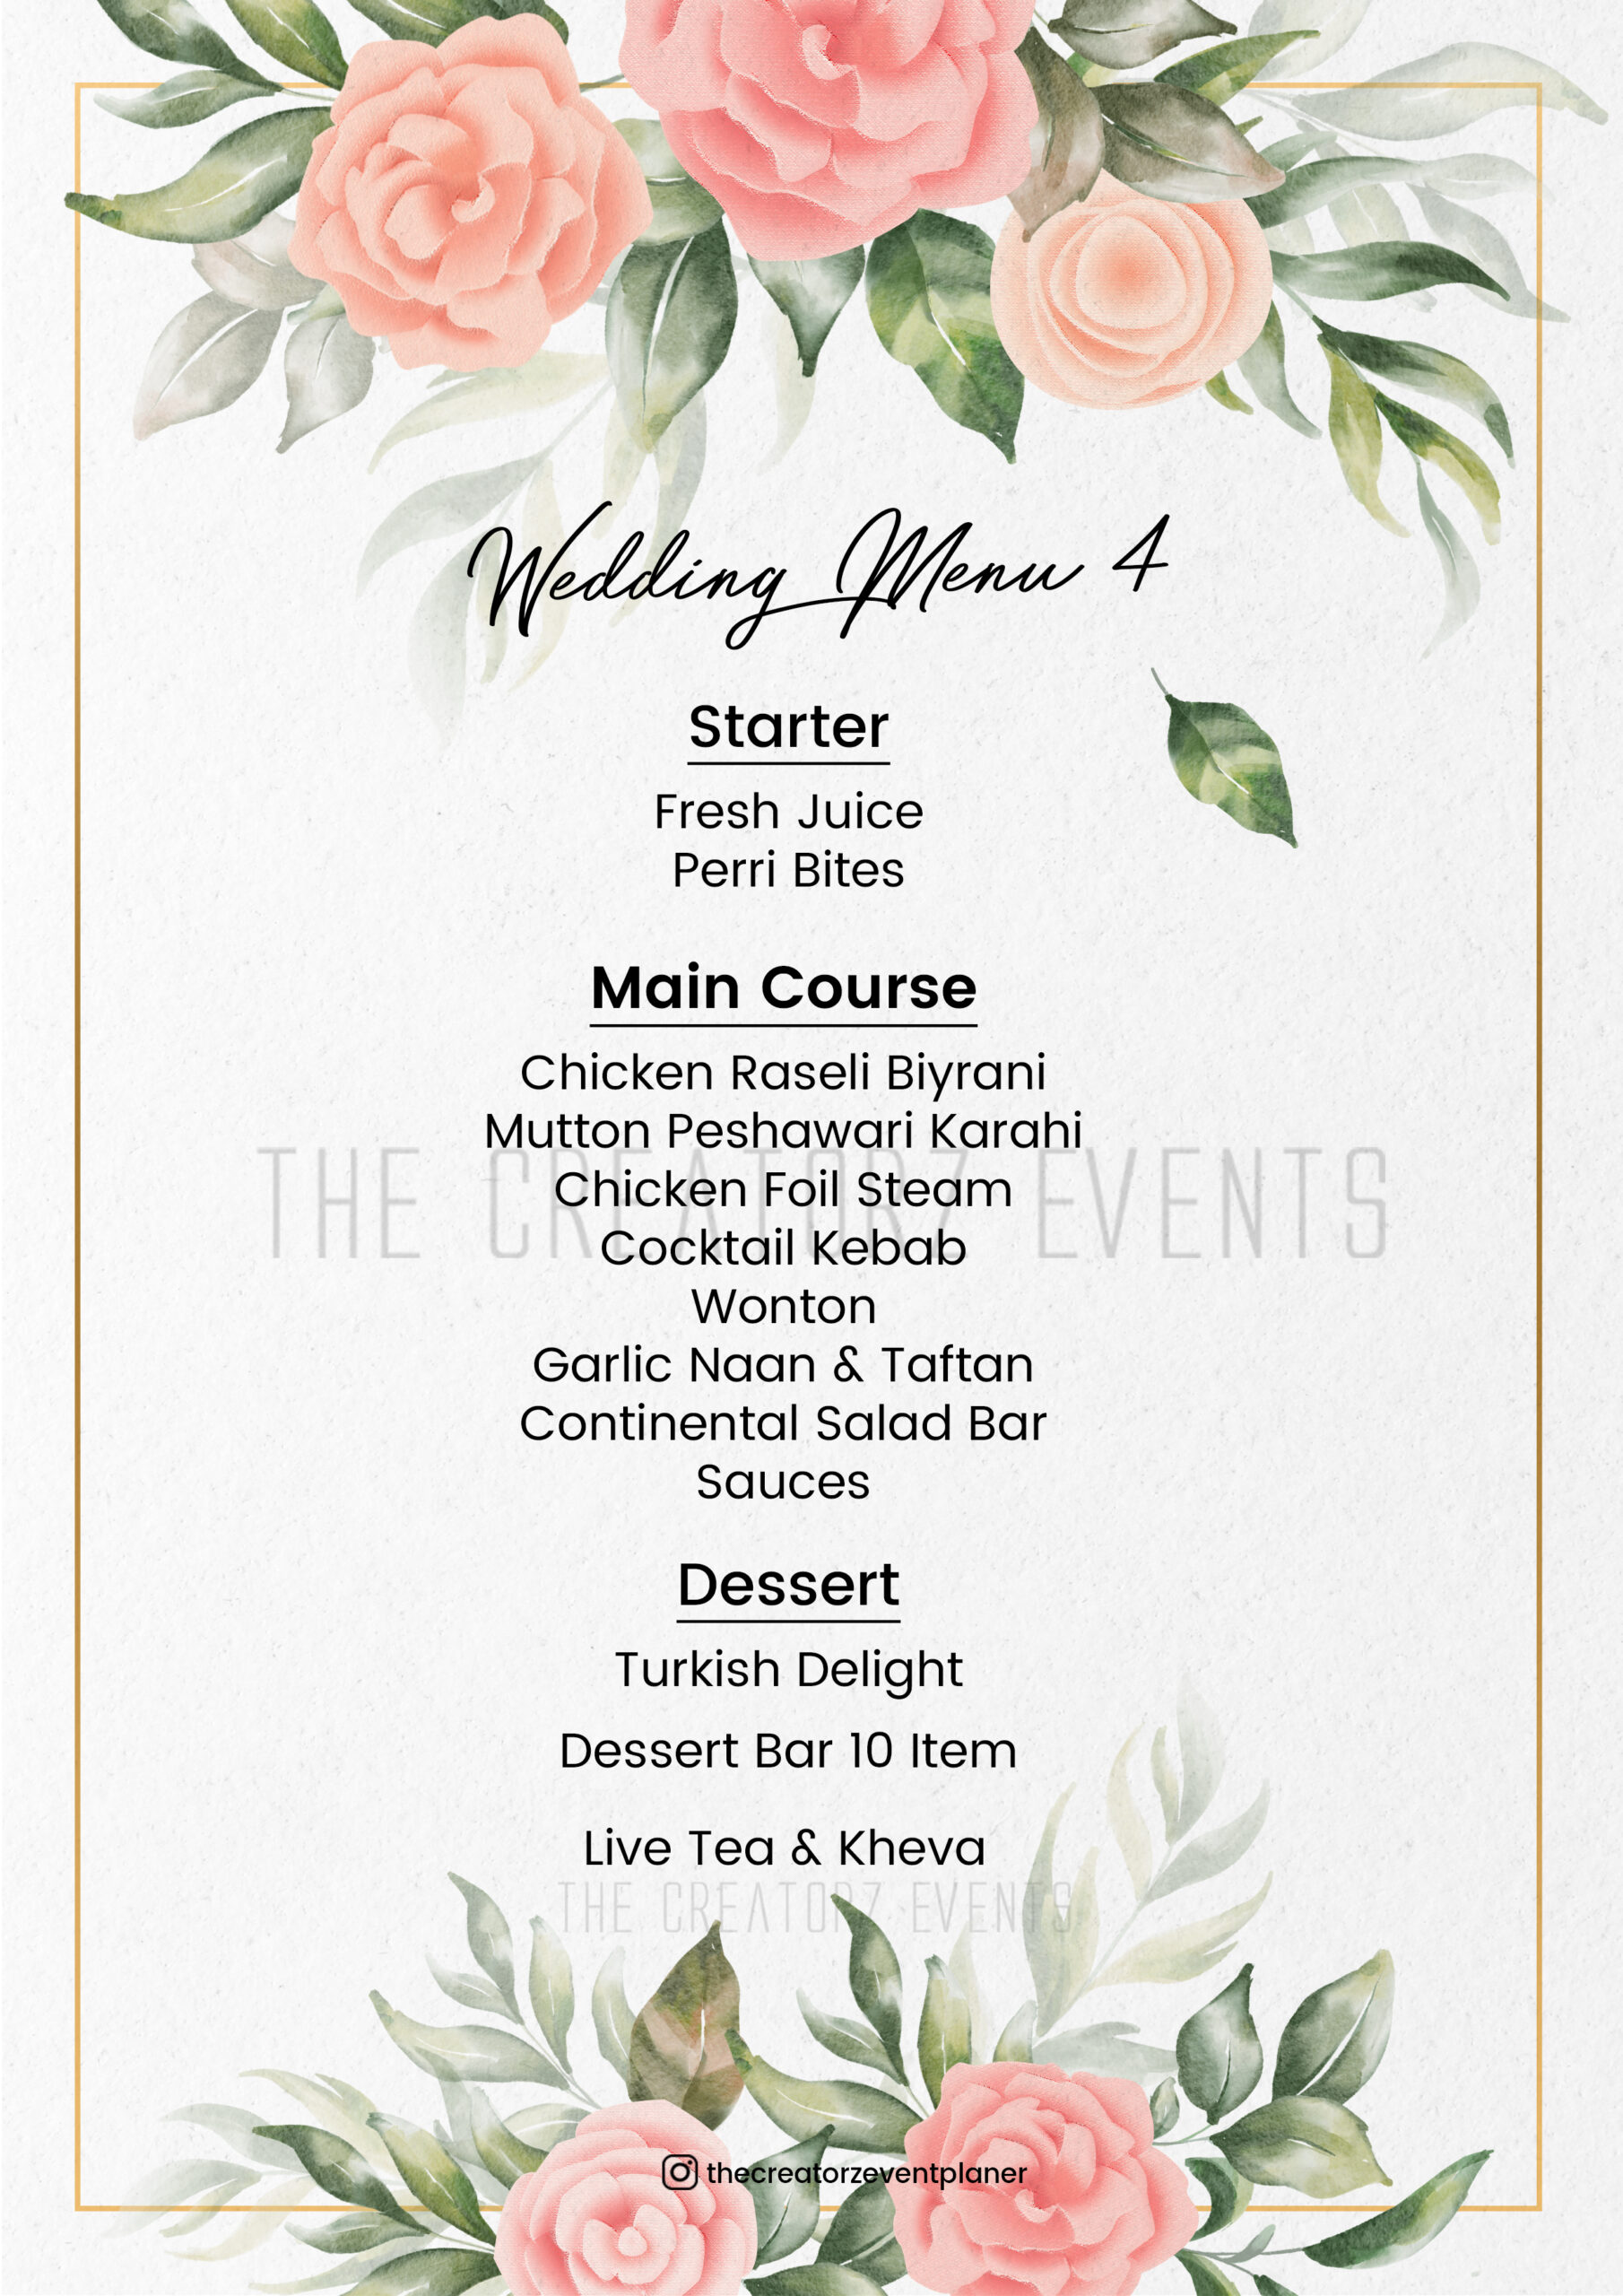 Wedding Menu 4
Starter
Fresh Juice
Perri Bites
Main Course
Chicken Raseli Biyrani
Mutton Peshawari Karahi
THE CREATORZ EVENTS
Chicken Foil Steam
Cocktail Kebab
Wonton
Garlic Naan & Taftan
Continental Salad Bar
Sauces
Dessert
Turkish Delight
Dessert Bar 10 Item
Live Tea & Kheva
THE CREATORZ EVENTS
thecreatorzeventplaner